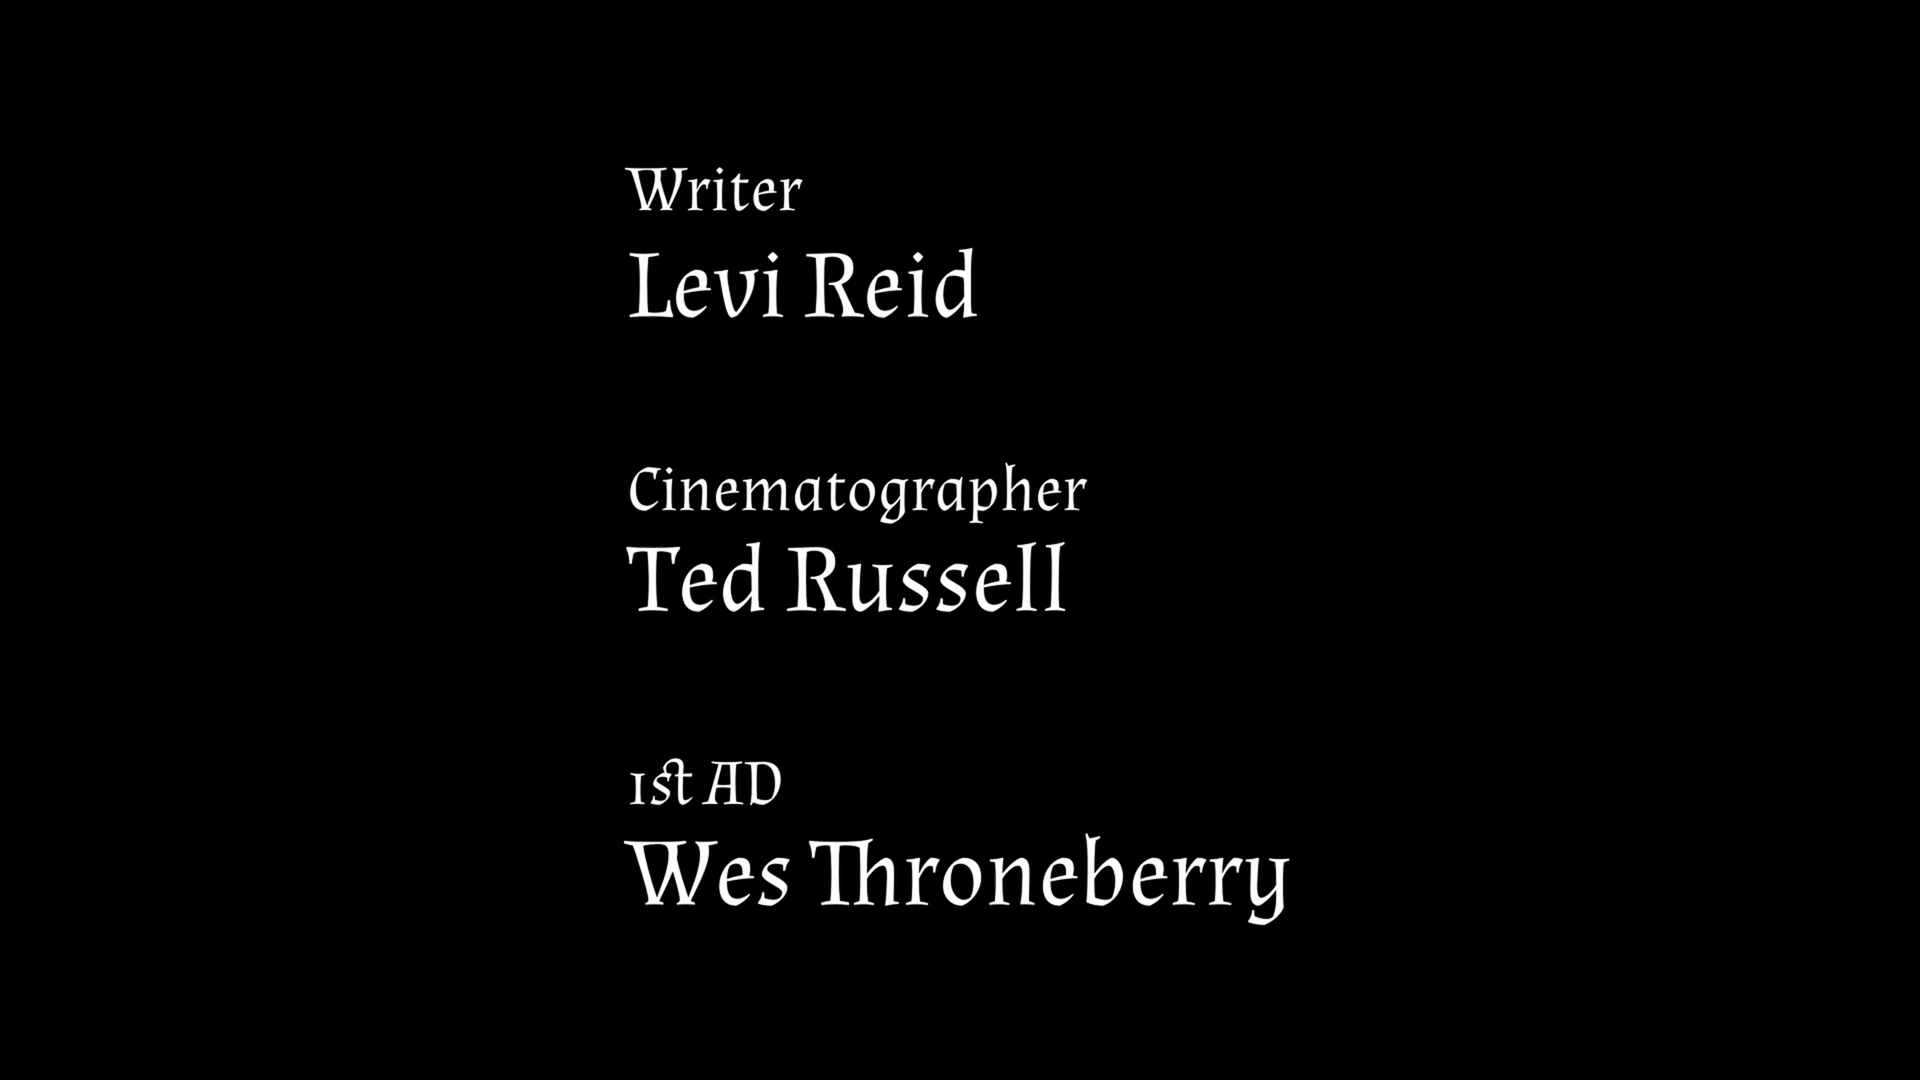 Writer
Levi Reid
Cinematographer
Ted Russell
1st AD
Wes Throneberry